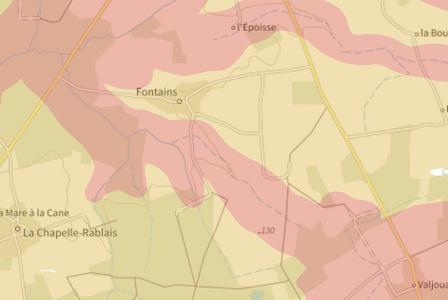 l'Époisse
la Bou
Fontains
a Mare à la Cane
La Chapelle-Rablais
.130
Valjou